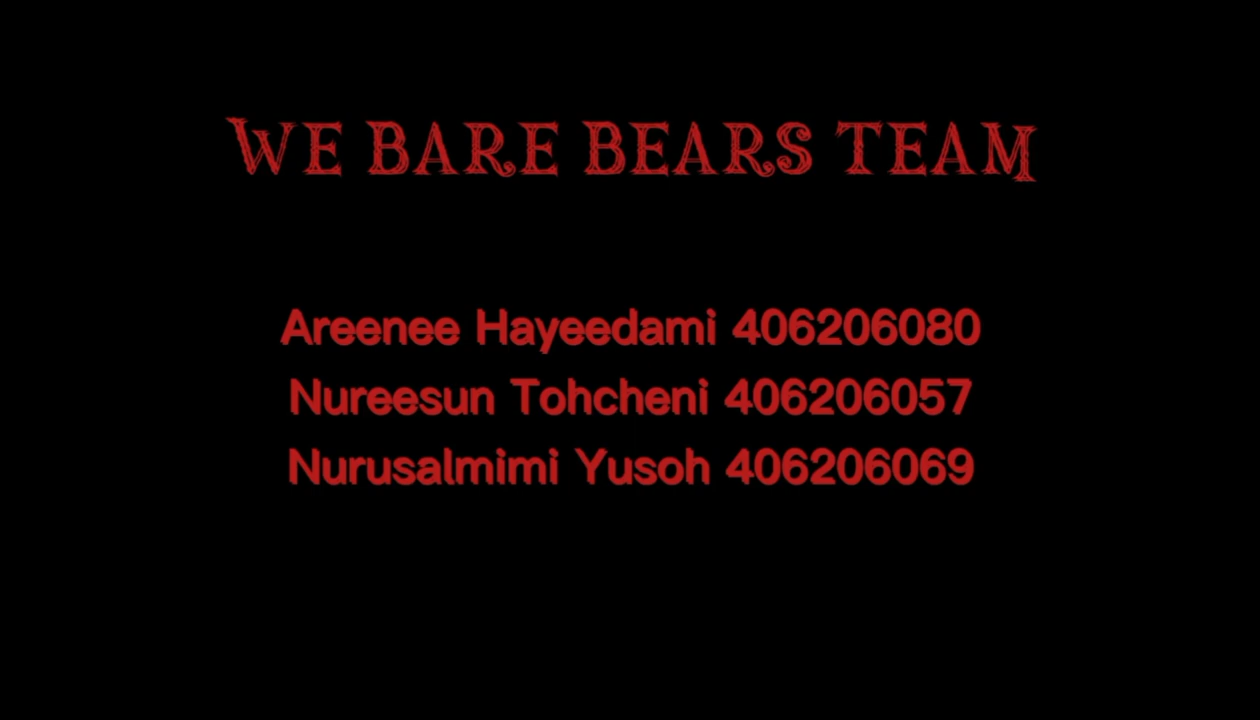 WE BARE BEARS TEAM
Areenee Hayeedami 406206080
Nureesun Tohcheni 406206057
Nurusalmimi Yusoh 406206069